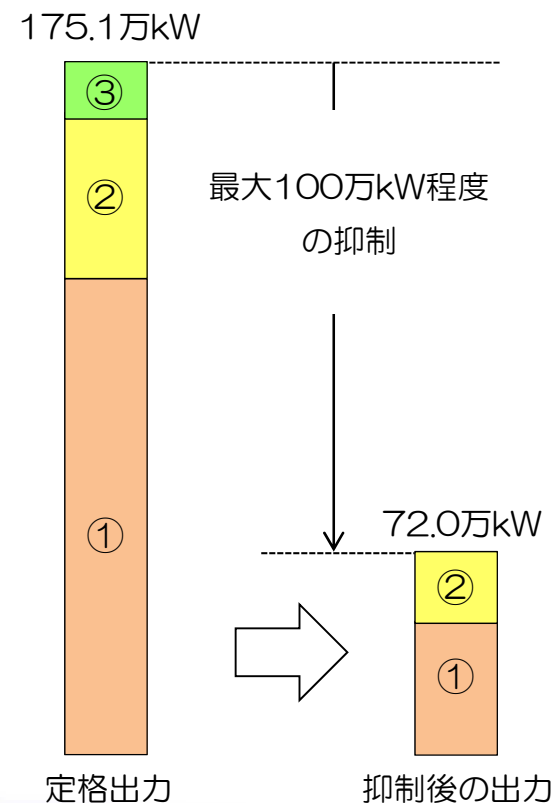 175.1万kW
③
②
最大100万kW程度
の抑制
①
72.0万kW
②
①
定格出力
抑制後の出力